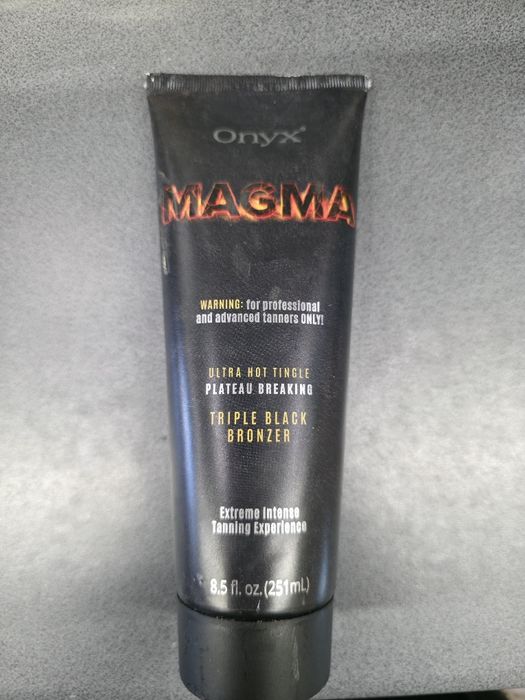 Onyx®
MAGMA
WARNING: for professional
and advanced tanners ONLY!
ULTRA HOT TINGLE
PLATEAU BREAKING
TRIPLE BLACK
BRONZER
Extreme Intense
Tanning Experience
8.5 fl. oz. (251mL)